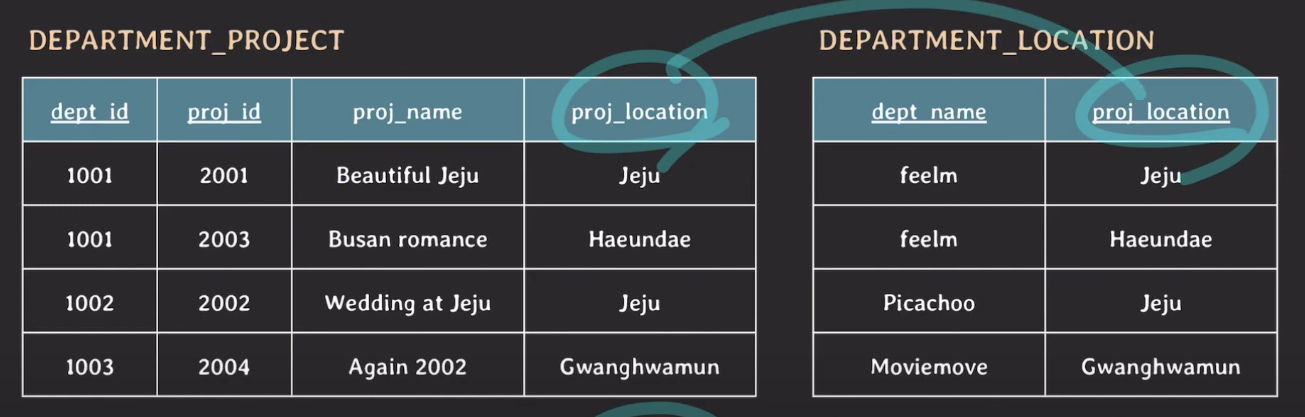 DEPARTMENT_PROJECT
dept_id proj_id proj_name proj_location
1001 2001 Beautiful Jeju Jeju
1001 2003 Busan romance Haeundae
1002 2002 Wedding at Jeju Jeju
1003 2004 Again 2002 Gwanghwamun
DEPARTMENT_LOCATION
dept_name proj_location
feelm Jeju
feelm Haeundae
Picachoo Jeju
Moviemove Gwanghwamun